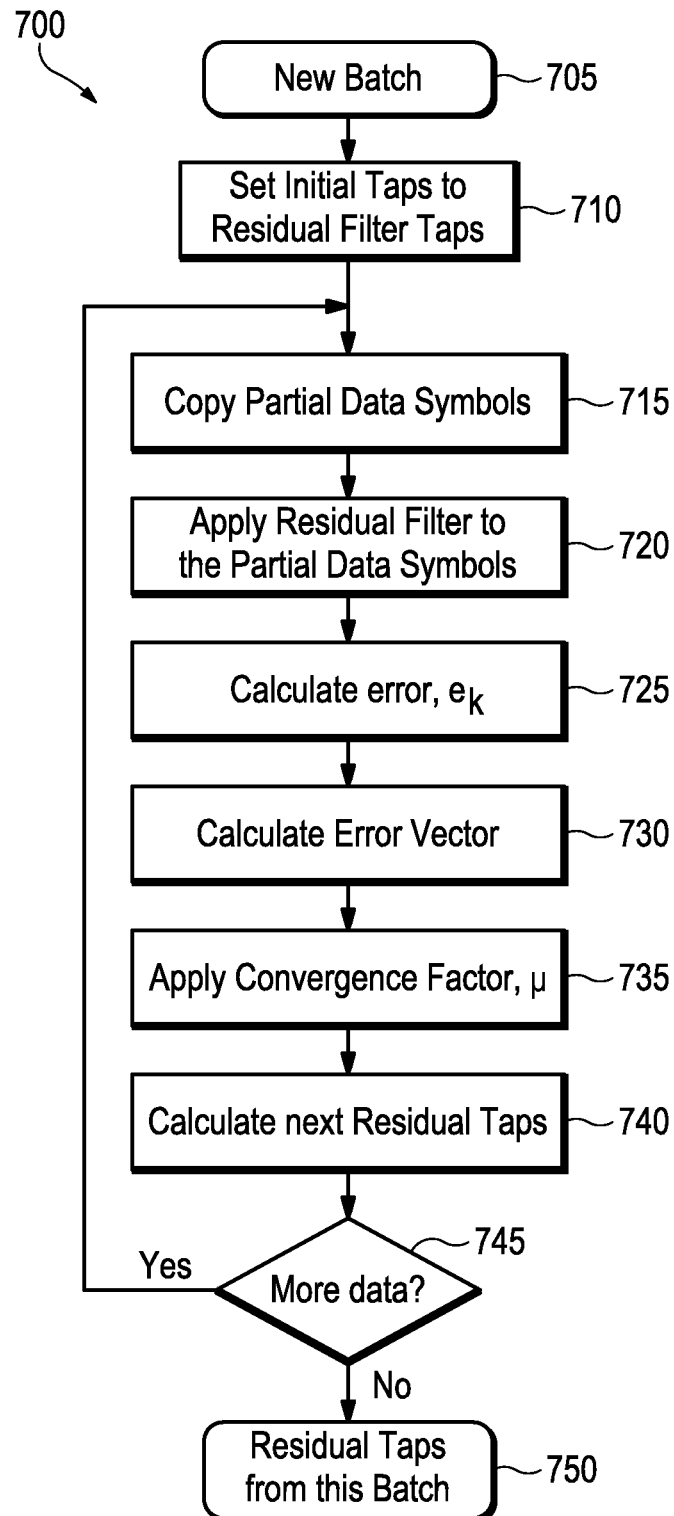 700
New Batch
705
Set Initial Taps to
Residual Filter Taps
710
Copy Partial Data Symbols
715
Apply Residual Filter to
the Partial Data Symbols
720
Calculate error, ek
725
Calculate Error Vector
730
Apply Convergence Factor, μ
735
Calculate next Residual Taps
740
745
Yes
More data?
No
Residual Taps
from this Batch
750